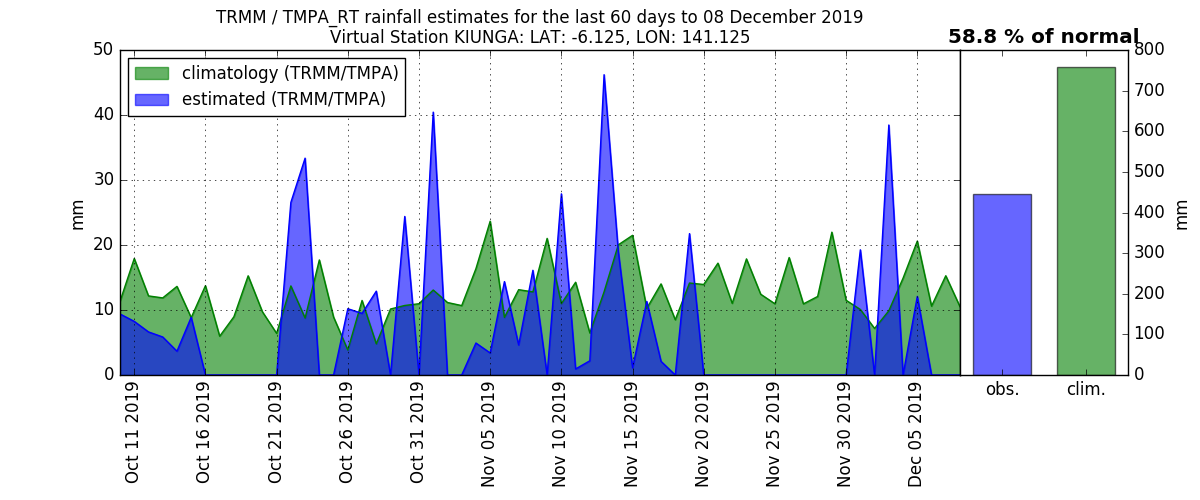 TRMM / TMPA_RT rainfall estimates for the last 60 days to 08 December 2019
Virtual Station KIUNGA: LAT: -6.125, LON: 141.125
58.8 % of normal
climatology (TRMM/TMPA)
estimated (TRMM/TMPA)
50
40
30
20
10
0
mm
Oct 11 2019
Oct 16 2019
Oct 21 2019
Oct 26 2019
Oct 31 2019
Nov 05 2019
Nov 10 2019
Nov 15 2019
Nov 20 2019
Nov 25 2019
Nov 30 2019
Dec 05 2019
obs.
clim.
800
700
600
500
400
300
200
100
0
mm